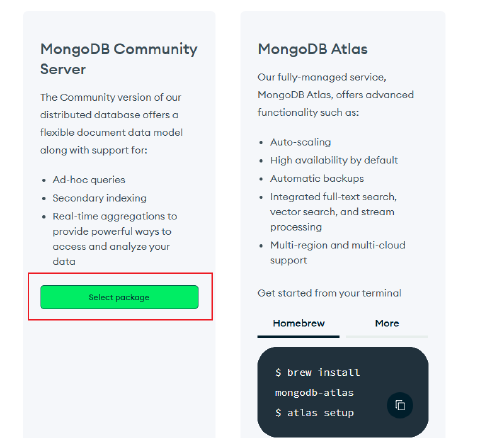 MongoDB Community
Server
The Community version of our
distributed database offers a
flexible document data model
along with support for:
• Ad-hoc queries
• Secondary indexing
• Real-time aggregations to
provide powerful ways to
access and analyze your
data
Select package
MongoDB Atlas
Our fully-managed service,
MongoDB Atlas, offers advanced
functionality such as:
• Auto-scaling
• High availability by default
• Automatic backups
• Integrated full-text search,
vector search, and stream
processing
• Multi-region and multi-cloud
support
Get started from your terminal
Homebrew More
$ brew install
mongodb-atlas
$ atlas setup